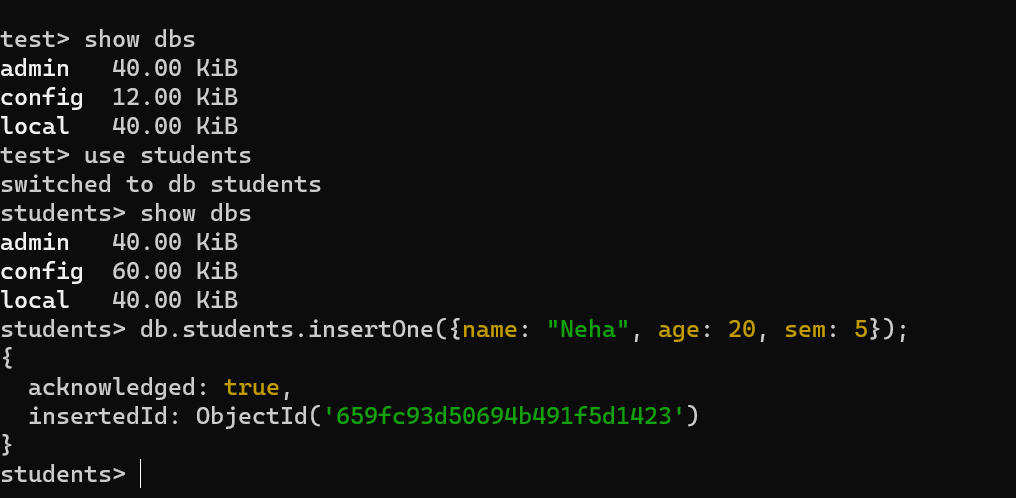 test> show dbs
admin   40.00 KiB
config  12.00 KiB
local   40.00 KiB
test> use students
switched to db students
students> show dbs
admin   40.00 KiB
config  60.00 KiB
local   40.00 KiB
students> db.students.insertOne({name: "Neha", age: 20, sem: 5});
{
  acknowledged: true,
  insertedId: ObjectId('659fc93d50694b491f5d1423')
}
students>